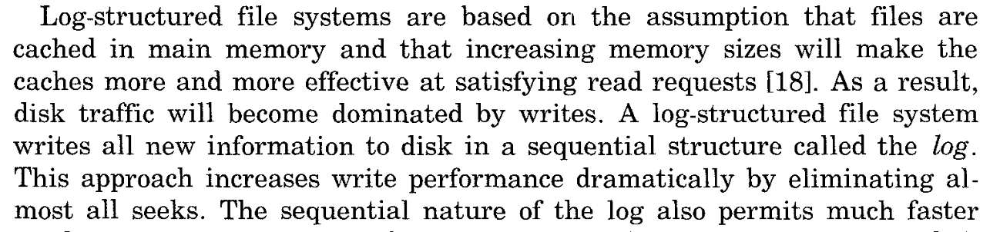 Log-structured file systems are based on the assumption that files are
cached in main memory and that increasing memory sizes will make the
caches more and more effective at satisfying read requests [18]. As a result,
disk traffic will become dominated by writes. A log-structured file system
writes all new information to disk in a sequential structure called the log.
This approach increases write performance dramatically by eliminating al-
most all seeks. The sequential nature of the log also permits much faster